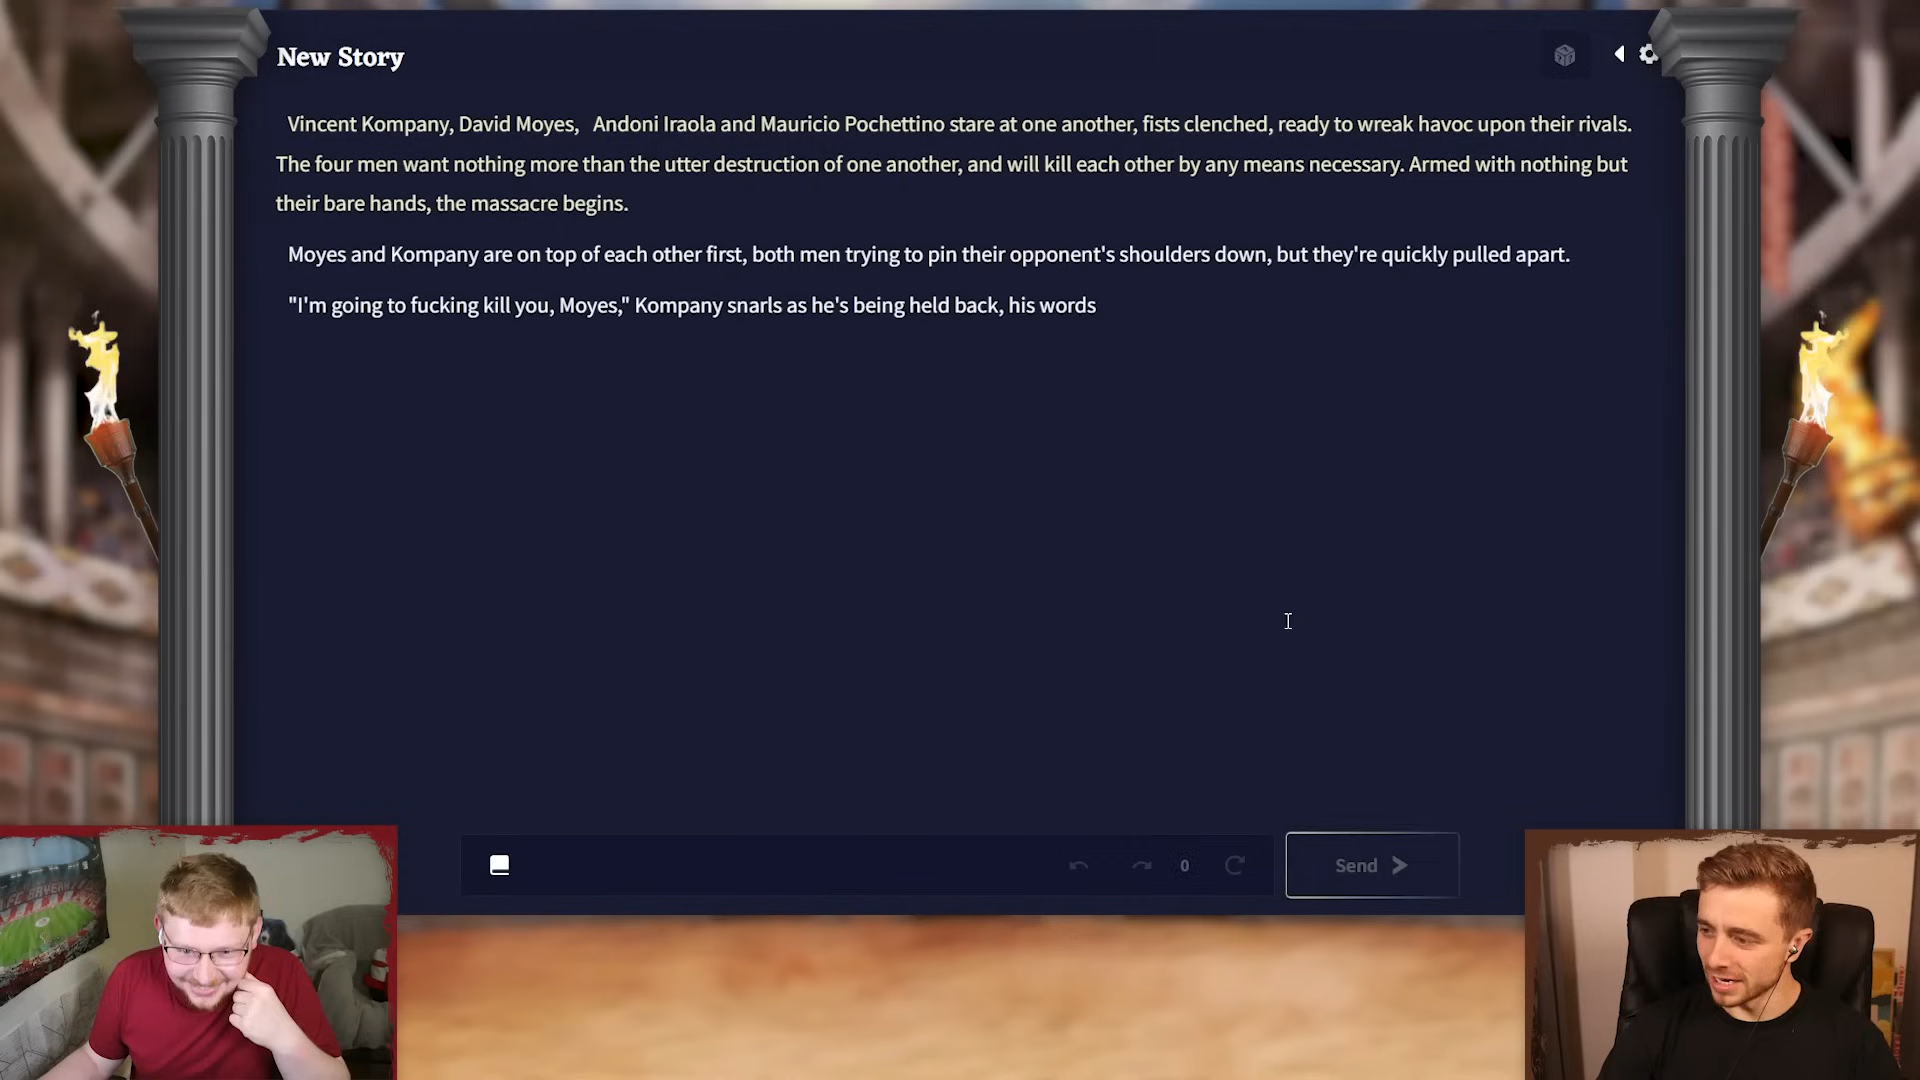 New Story
Vincent Kompany, David Moyes, Andoni Iraola and Mauricio Pochettino stare at one another, fists clenched, ready to wreak havoc upon their rivals.
The four men want nothing more than the utter destruction of one another, and will kill each other by any means necessary. Armed with nothing but
their bare hands, the massacre begins.
Moyes and Kompany are on top of each other first, both men trying to pin their opponent's shoulders down, but they're quickly pulled apart.
"I'm going to fucking kill you, Moyes," Kompany snarls as he's being held back, his words
0
Send